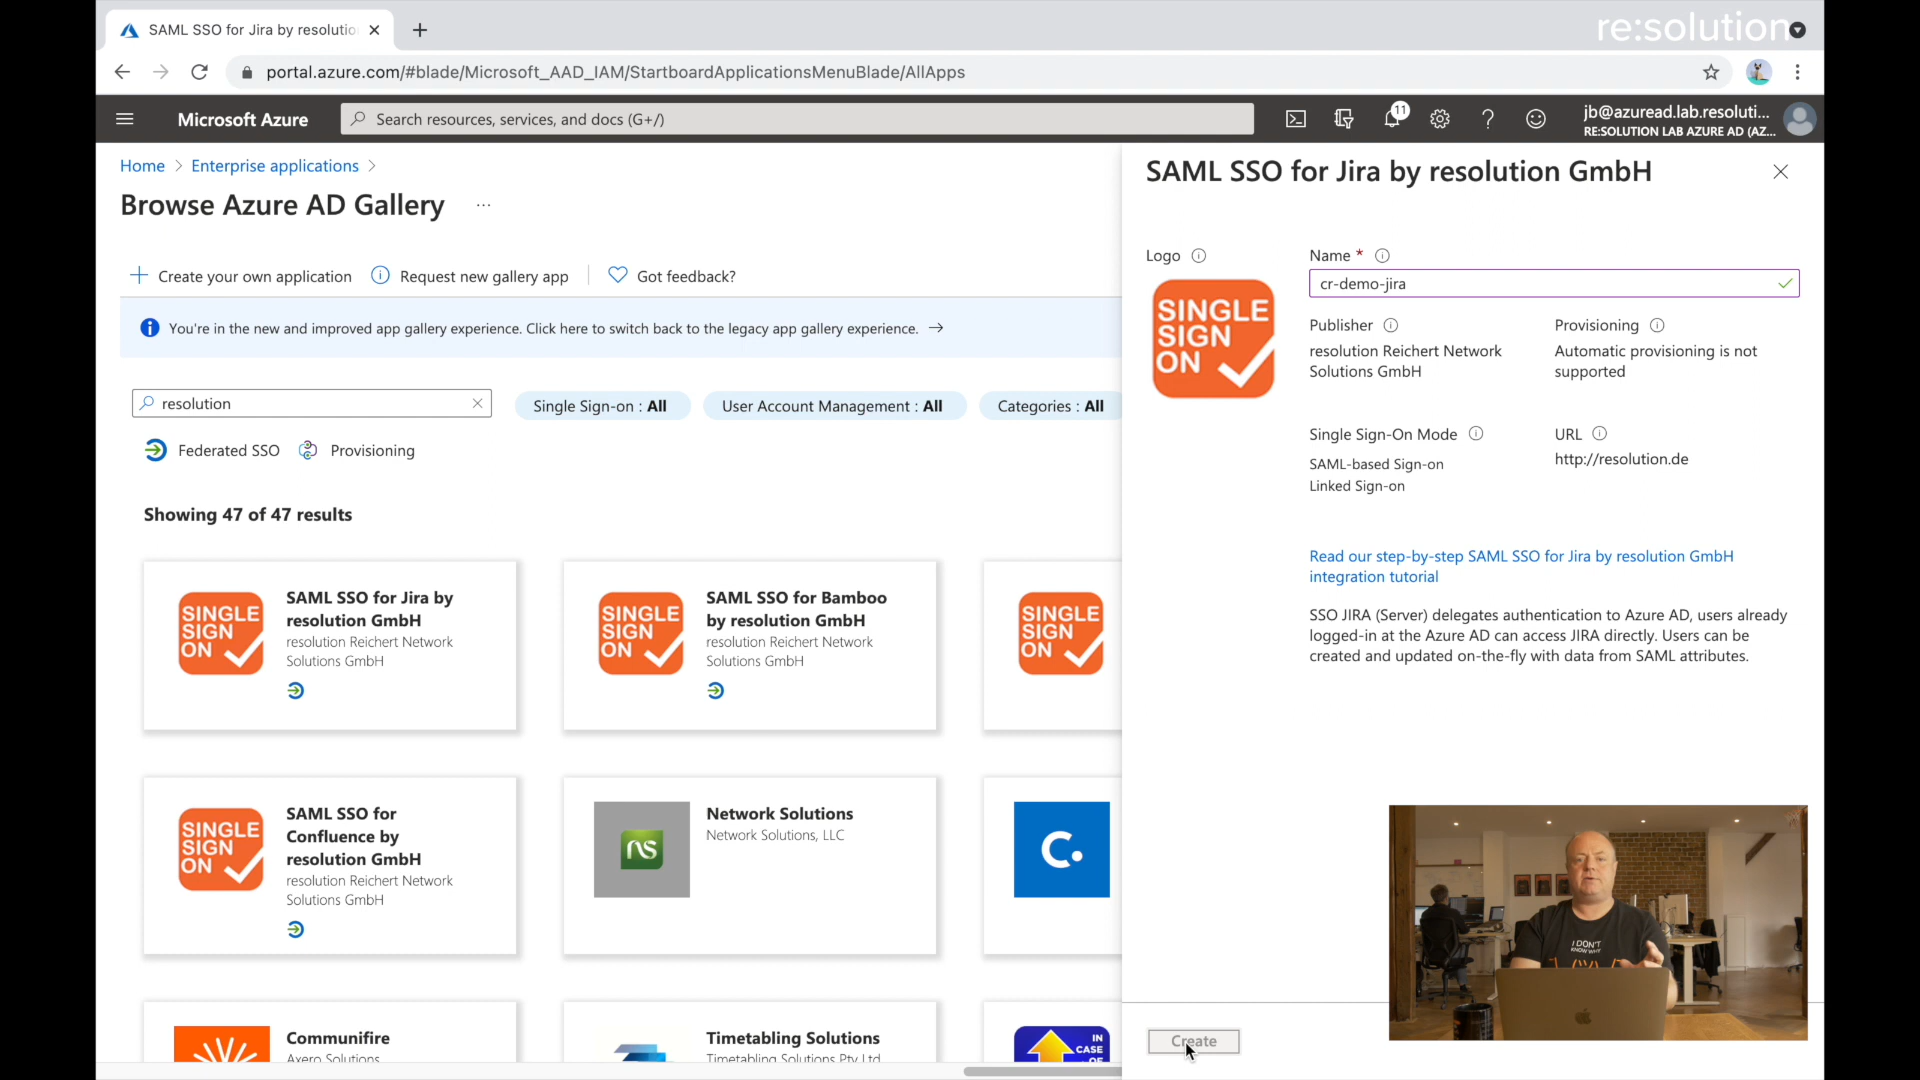 SAML SSO for Jira by resolutio
re:solution
portal.azure.com/#blade/Microsoft_AAD_IAM/StartboardApplicationsMenuBlade/AllApps
Microsoft Azure
Search resources, services, and docs (G+/)
11
jb@azuread.lab.resoluti...
RE:SOLUTION LAB AZURE AD (AZ...
Home > Enterprise applications >
Browse Azure AD Gallery ...
Create your own application
Request new gallery app
Got feedback?
You're in the new and improved app gallery experience. Click here to switch back to the legacy app gallery experience. →
resolution
Single Sign-on : All
User Account Management : All
Categories : All
Federated SSO
Provisioning
Showing 47 of 47 results
SINGLE
SIGN
ON
SAML SSO for Jira by
resolution GmbH
resolution Reichert Network
Solutions GmbH
SINGLE
SIGN
ON
SAML SSO for Bamboo
by resolution GmbH
resolution Reichert Network
Solutions GmbH
SINGLE
SIGN
ON
SINGLE
SIGN
ON
SAML SSO for
Confluence by
resolution GmbH
resolution Reichert Network
Solutions GmbH
ns
Network Solutions
Network Solutions, LLC
C.
Communifire
Axero Solutions
Timetabling Solutions
Timetabling Solutions Pty Ltd
IN
CASE
OF
SAML SSO for Jira by resolution GmbH
Logo
SINGLE
SIGN
ON
Name *
cr-demo-jira
Publisher
resolution Reichert Network
Solutions GmbH
Provisioning
Automatic provisioning is not
supported
Single Sign-On Mode
SAML-based Sign-on
Linked Sign-on
URL
http://resolution.de
Read our step-by-step SAML SSO for Jira by resolution GmbH
integration tutorial
SSO JIRA (Server) delegates authentication to Azure AD, users already
logged-in at the Azure AD can access JIRA directly. Users can be
created and updated on-the-fly with data from SAML attributes.
I DON'T
KNOW WHY
Create